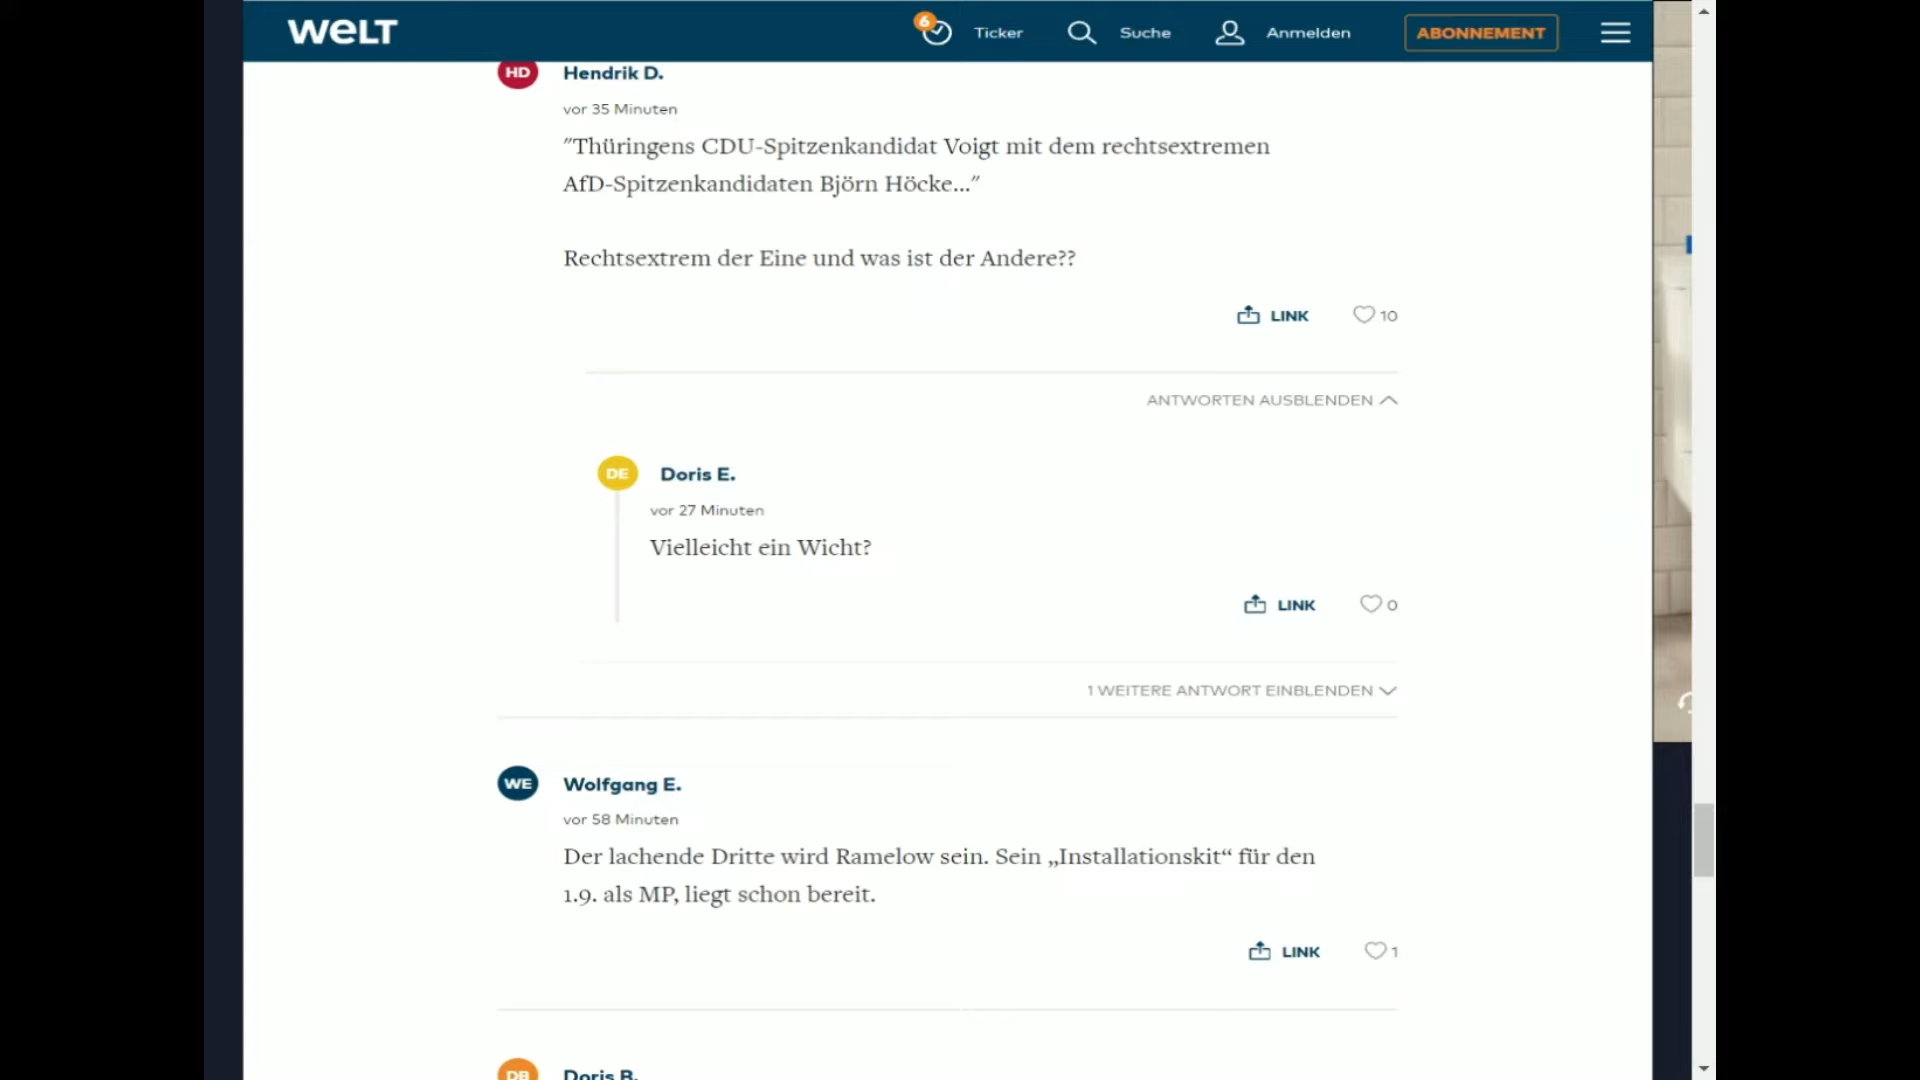 WELT
6
Ticker
Suche
Anmelden
ABONNEMENT
HD
Hendrik D.
vor 35 Minuten
"Thüringens CDU-Spitzenkandidat Voigt mit dem rechtsextremen
AfD-Spitzenkandidaten Björn Höcke..."
Rechtsextrem der Eine und was ist der Andere??
LINK
10
ANTWORTEN AUSBLENDEN
DE
Doris E.
vor 27 Minuten
Vielleicht ein Wicht?
LINK
0
1 WEITERE ANTWORT EINBLENDEN
WE
Wolfgang E.
vor 58 Minuten
Der lachende Dritte wird Ramelow sein. Sein „Installationskit“ für den
1.9. als MP, liegt schon bereit.
LINK
1
DB
Doris B.